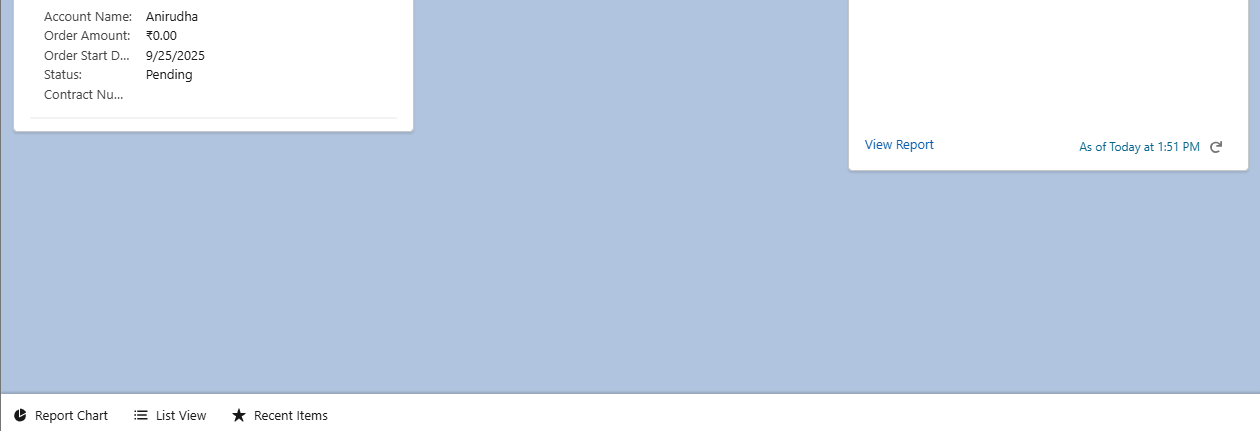 Account Name: Anirudha
Order Amount: ₹0.00
Order Start D... 9/25/2025
Status: Pending
Contract Nu...
View Report
As of Today at 1:51 PM
Report Chart
List View
Recent Items